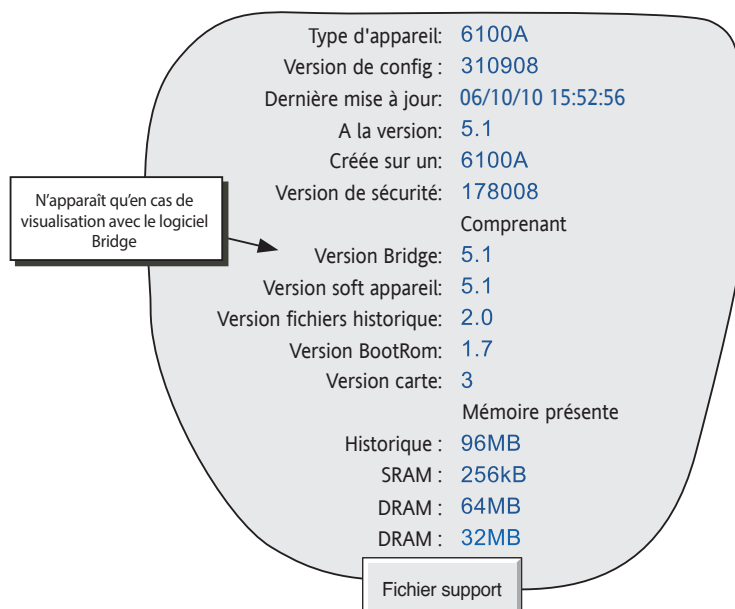 Type d'appareil: 6100A
Version de config : 310908
Dernière mise à jour: 06/10/10 15:52:56
A la version: 5.1
Créée sur un: 6100A
Version de sécurité: 178008
Comprenant
N'apparaît qu'en cas de
visualisation avec le logiciel
Bridge
Version Bridge: 5.1
Version soft appareil: 5.1
Version fichiers historique: 2.0
Version BootRom: 1.7
Version carte: 3
Mémoire présente
Historique : 96MB
SRAM : 256kB
DRAM : 64MB
DRAM : 32MB
Fichier support